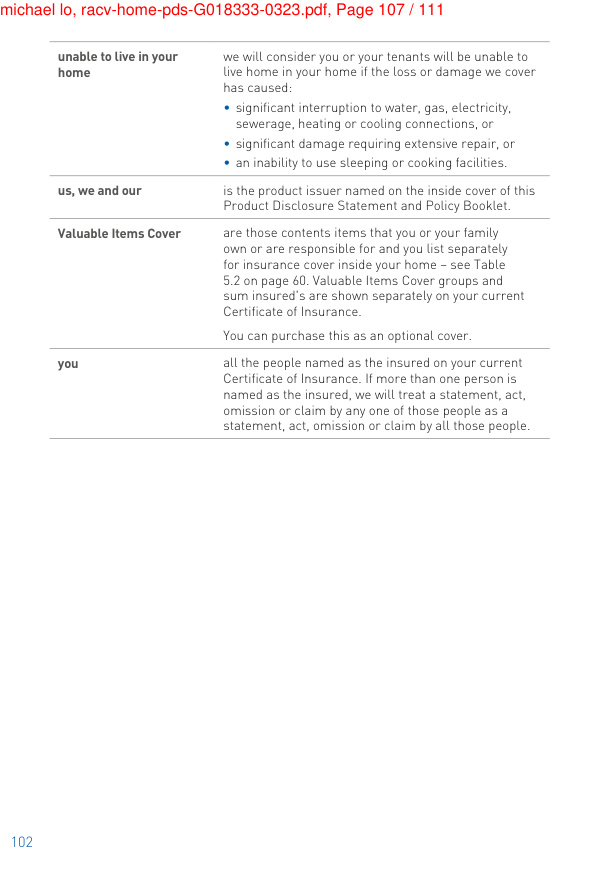 michael lo, racv-home-pds-G018333-0323.pdf, Page 107 / 111
unable to live in your
home
we will consider you or your tenants will be unable to
live home in your home if the loss or damage we cover
has caused:
• significant interruption to water, gas, electricity,
sewerage, heating or cooling connections, or
• significant damage requiring extensive repair, or
• an inability to use sleeping or cooking facilities.
us, we and our
is the product issuer named on the inside cover of this
Product Disclosure Statement and Policy Booklet.
Valuable Items Cover
are those contents items that you or your family
own or are responsible for and you list separately
for insurance cover inside your home – see Table
5.2 on page 60. Valuable Items Cover groups and
sum insured's are shown separately on your current
Certificate of Insurance.
You can purchase this as an optional cover.
you
all the people named as the insured on your current
Certificate of Insurance. If more than one person is
named as the insured, we will treat a statement, act,
omission or claim by any one of those people as a
statement, act, omission or claim by all those people.
102